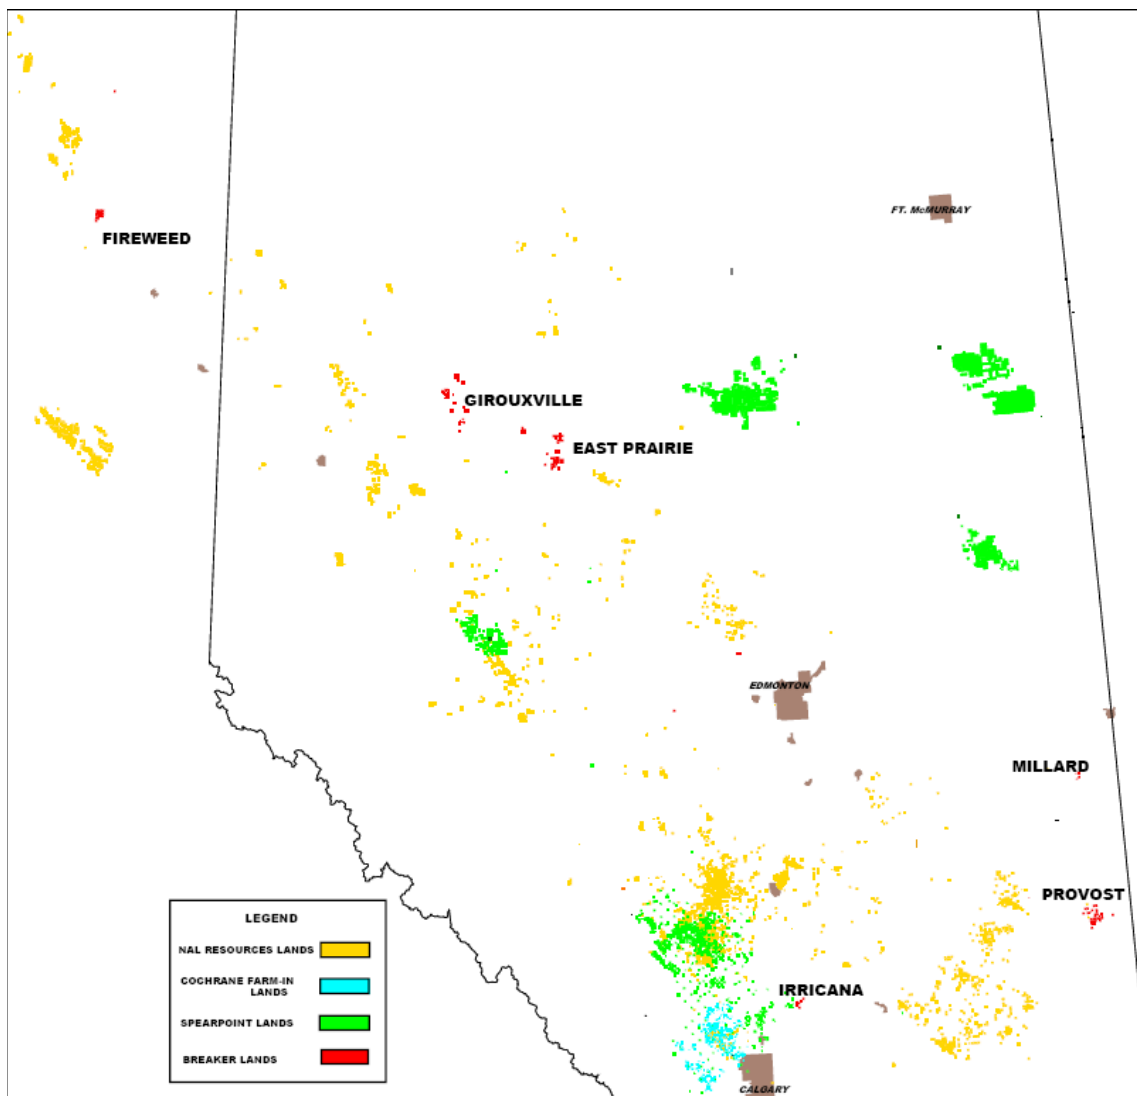 FT. McMURRAY
FIREWEED
GIROUXVILLE
EAST PRAIRIE
EDMONTON
MILLARD
PROVOST
IRRICANA
CALGARY
LEGEND
NAL RESOURCES LANDS
COCHRANE FARM-IN
LANDS
SPEARPOINT LANDS
BREAKER LANDS